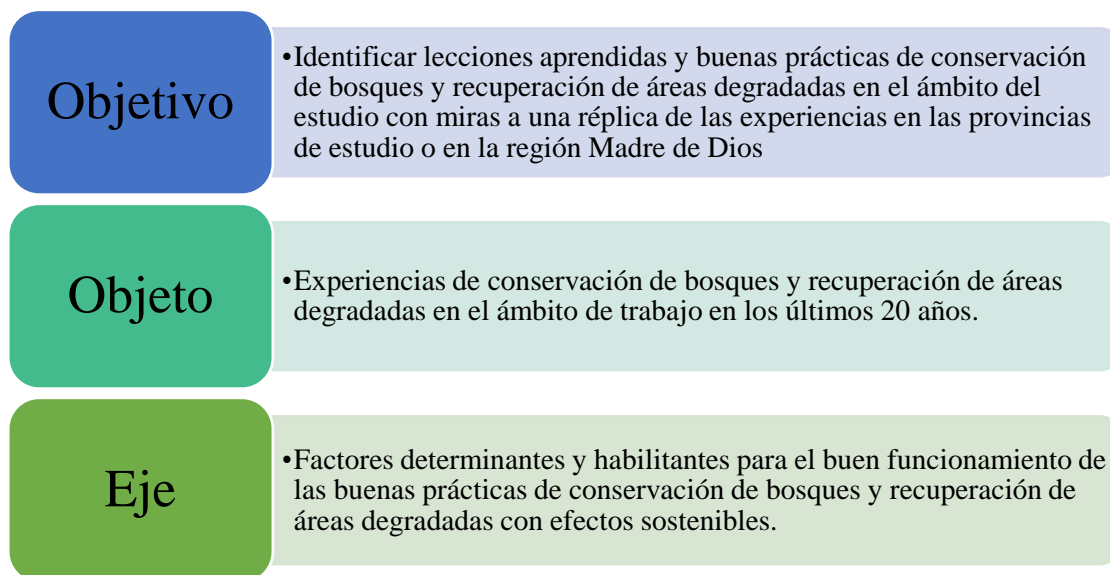 Objetivo
•Identificar lecciones aprendidas y buenas prácticas de conservación
de bosques y recuperación de áreas degradadas en el ámbito del
estudio con miras a una réplica de las experiencias en las provincias
de estudio o en la región Madre de Dios
Objeto
•Experiencias de conservación de bosques y recuperación de áreas
degradadas en el ámbito de trabajo en los últimos 20 años.
Eje
•Factores determinantes y habilitantes para el buen funcionamiento de
las buenas prácticas de conservación de bosques y recuperación de
áreas degradadas con efectos sostenibles.